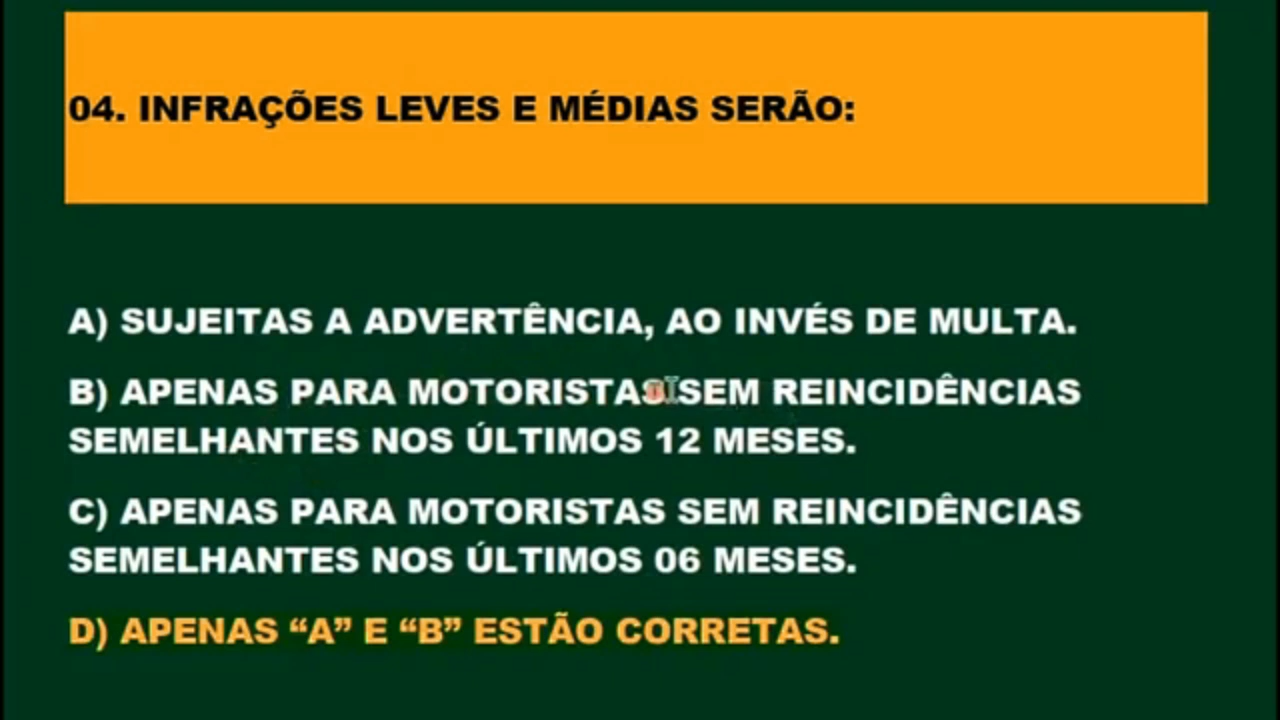 04. INFRAÇÕES LEVES E MÉDIAS SERÃO:
A) SUJEITAS A ADVERTÊNCIA, AO INVÉS DE MULTA.
B) APENAS PARA MOTORISTAS SEM REINCIDÊNCIAS
SEMELHANTES NOS ÚLTIMOS 12 MESES.
C) APENAS PARA MOTORISTAS SEM REINCIDÊNCIAS
SEMELHANTES NOS ÚLTIMOS 06 MESES.
D) APENAS “A” E “B” ESTÃO CORRETAS.